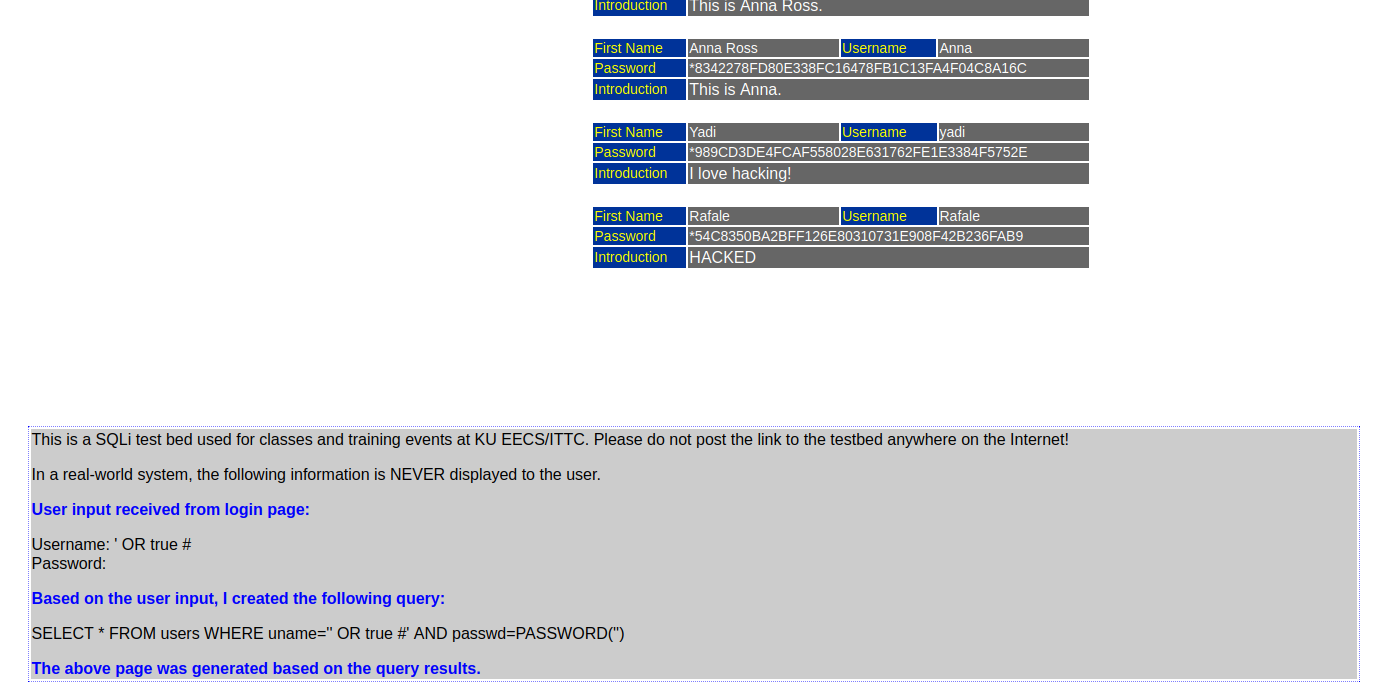 Introduction This is Anna Ross.
First Name Anna Ross Username Anna
Password *8342278FD80E338FC16478FB1C13FA4F04C8A16C
Introduction This is Anna.
First Name Yadi Username yadi
Password *989CD3DE4FCAF558028E631762FE1E3384F5752E
Introduction I love hacking!
First Name Rafale Username Rafale
Password *54C8350BA2BFF126E80310731E908F42B236FAB9
Introduction HACKED
This is a SQLi test bed used for classes and training events at KU EECS/ITTC. Please do not post the link to the testbed anywhere on the Internet!
In a real-world system, the following information is NEVER displayed to the user.
User input received from login page:
Username: ' OR true #
Password:
Based on the user input, I created the following query:
SELECT * FROM users WHERE uname='' OR true #' AND passwd=PASSWORD('')
The above page was generated based on the query results.